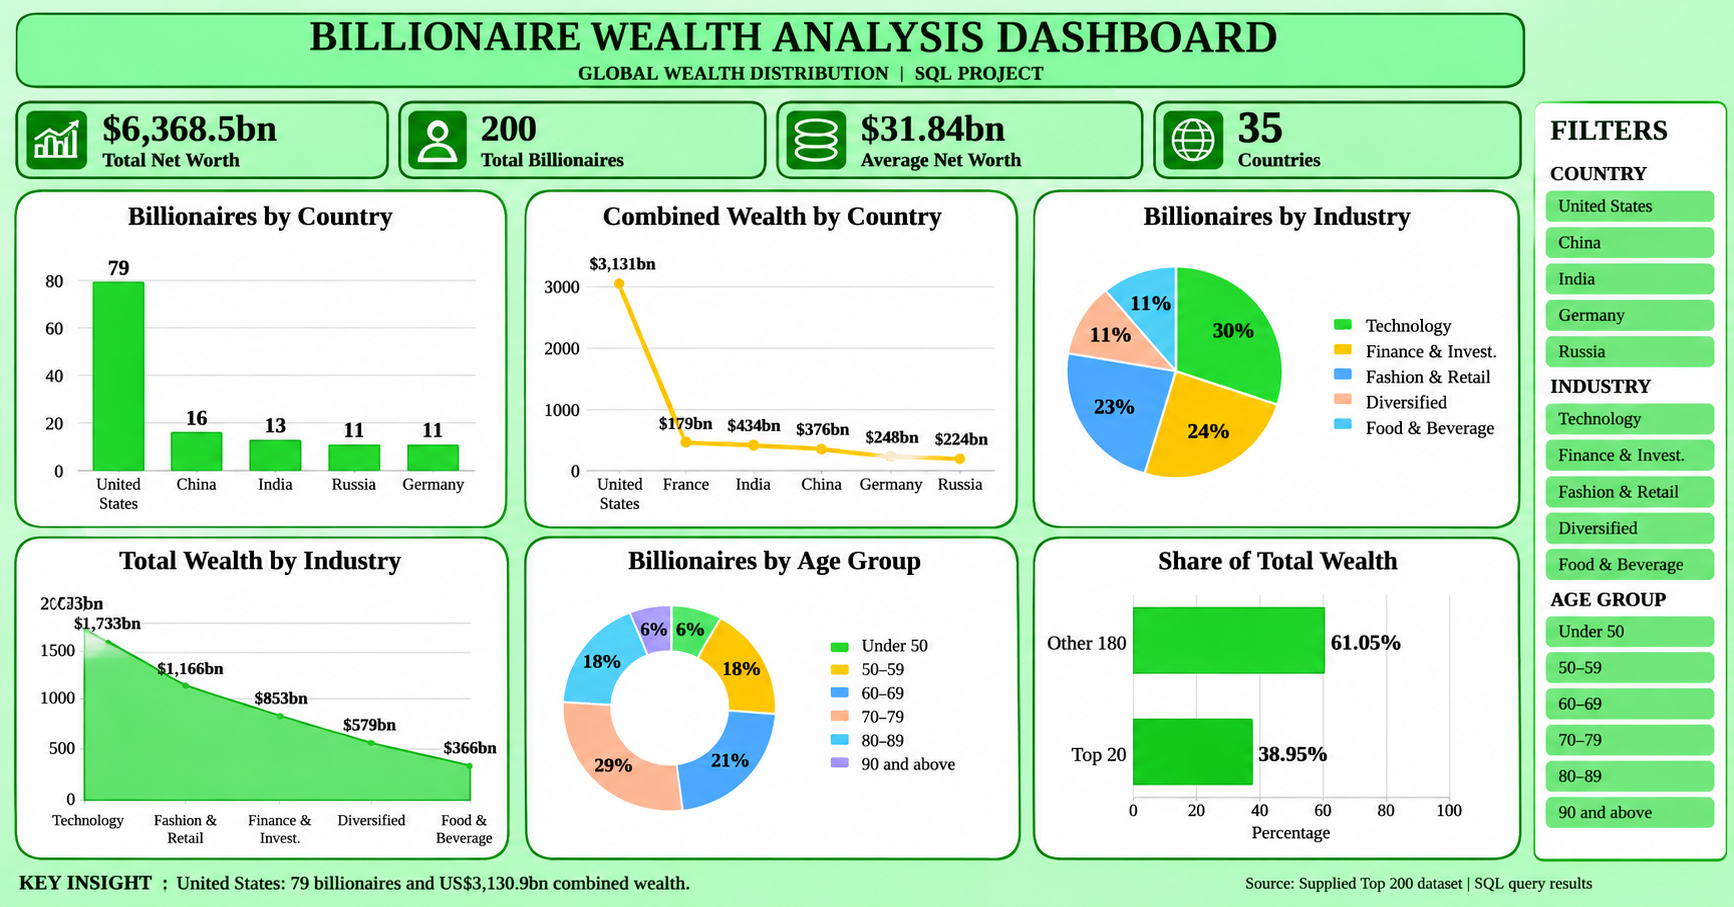 BILLIONAIRE WEALTH ANALYSIS DASHBOARD
GLOBAL WEALTH DISTRIBUTION | SQL PROJECT
$6,368.5bn
Total Net Worth
200
Total Billionaires
$31.84bn
Average Net Worth
35
Countries
Billionaires by Country
80
60
40
20
0
79
16
13
11
11
United
States
China
India
Russia
Germany
Combined Wealth by Country
3000
2000
1000
0
$3,131bn
$179bn
$434bn
$376bn
$248bn
$224bn
United
States
France
India
China
Germany
Russia
Billionaires by Industry
30%
24%
23%
11%
11%
Technology
Finance & Invest.
Fashion & Retail
Diversified
Food & Beverage
Total Wealth by Industry
1500
1000
500
0
$1,733bn
$1,166bn
$853bn
$579bn
$366bn
Technology
Fashion &
Retail
Finance &
Invest.
Diversified
Food &
Beverage
Billionaires by Age Group
6%
18%
21%
29%
18%
6%
Under 50
50–59
60–69
70–79
80–89
90 and above
Share of Total Wealth
Other 180
61.05%
Top 20
38.95%
0
20
40
60
80
100
Percentage
FILTERS
COUNTRY
United States
China
India
Germany
Russia
INDUSTRY
Technology
Finance & Invest.
Fashion & Retail
Diversified
Food & Beverage
AGE GROUP
Under 50
50–59
60–69
70–79
80–89
90 and above
KEY INSIGHT : United States: 79 billionaires and US$3,130.9bn combined wealth.
Source: Supplied Top 200 dataset | SQL query results